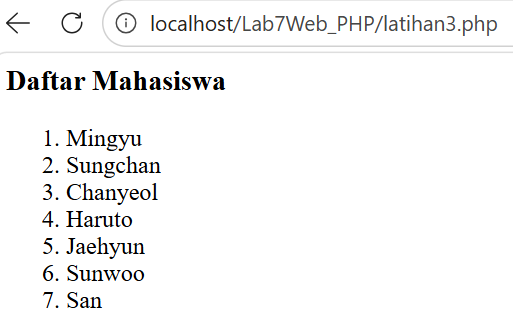 localhost/Lab7Web_PHP/latihan3.php
Daftar Mahasiswa
1. Mingyu
2. Sungchan
3. Chanyeol
4. Haruto
5. Jaehyun
6. Sunwoo
7. San